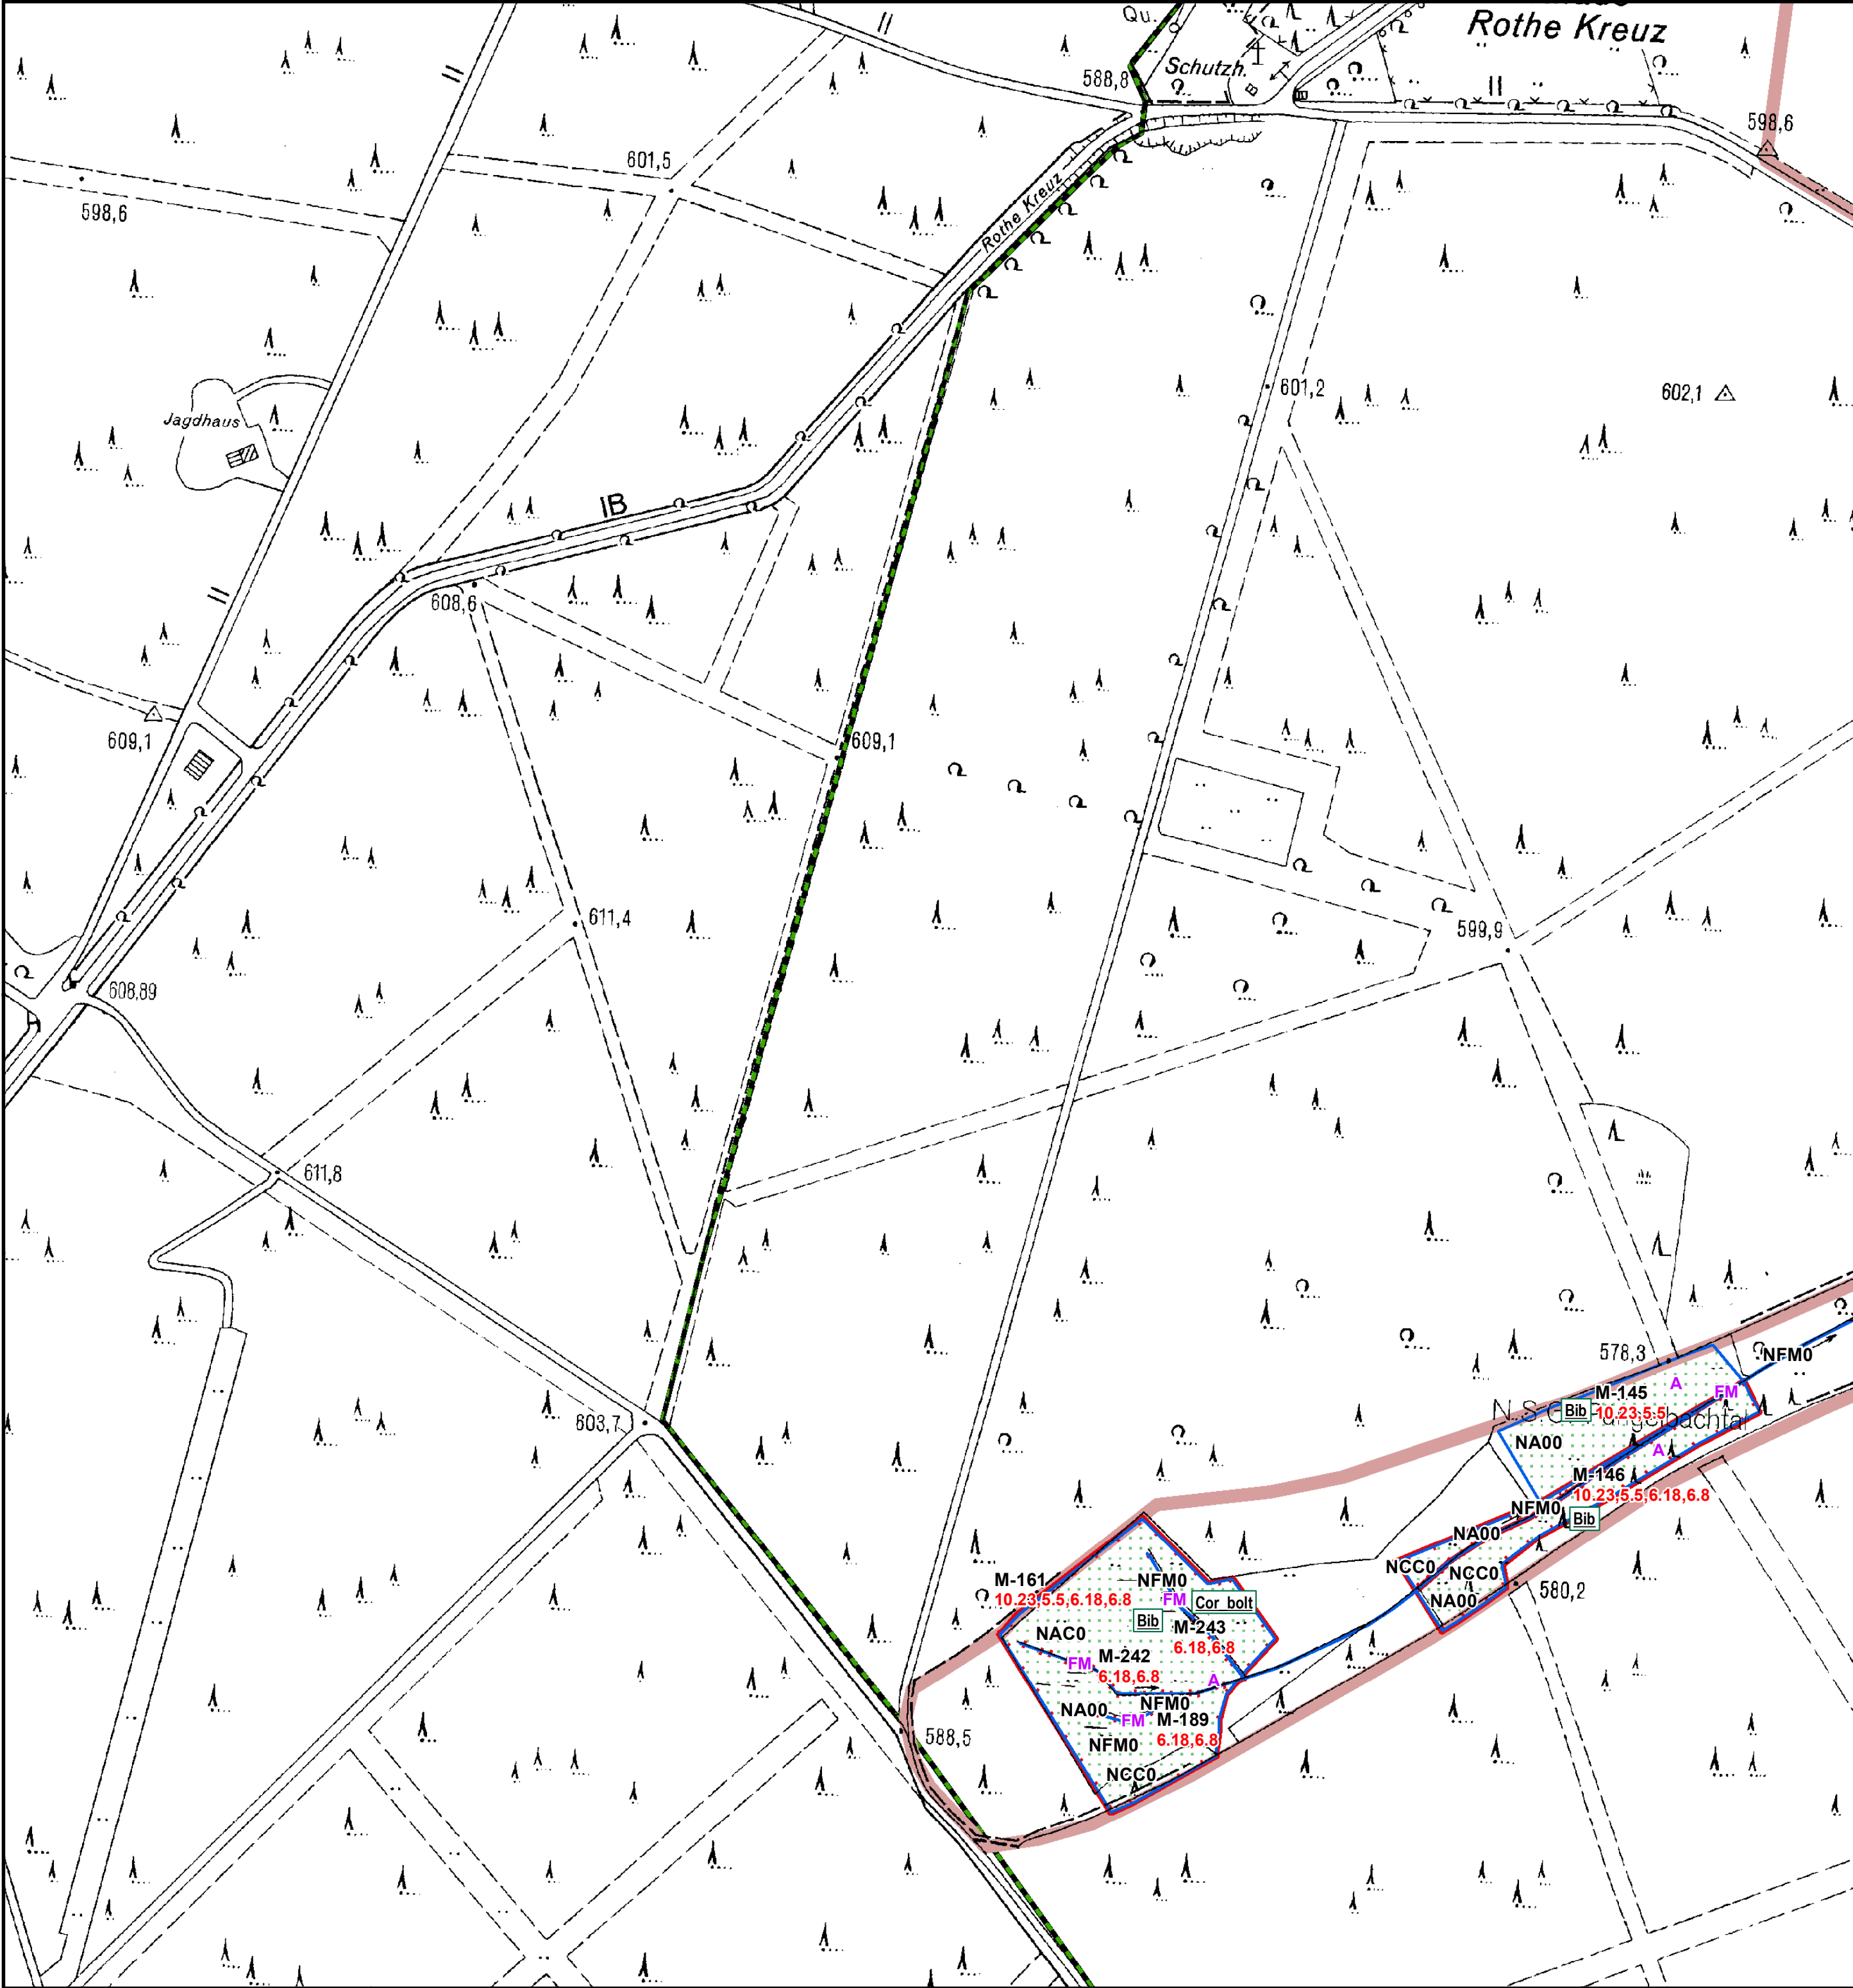 Rothe Kreuz
Qu.
Schutzh.
588,8
598,6
601,5
598,6
Rothe Kreuz
601,2
602,1
Jagdhaus
IB
608,6
609,1
609,1
611,4
599,9
608,89
611,8
578,3
NFM0
M-145
A
FM
Bib
10.23,5.5
N.S.G.
NA00
A
M-146
10.23,5.5,6.18,6.8
NFM0
Bib
NA00
603,7
NCC0
NCC0
580,2
NA00
M-161
10.23,5.5,6.18,6.8
NFM0
FM
Cor bolt
Bib
M-243
6.18,6.8
NAC0
M-242
FM
6.18,6.8
A
NFM0
NA00
FM
M-189
6.18,6.8
588,5
NFM0
NCC0